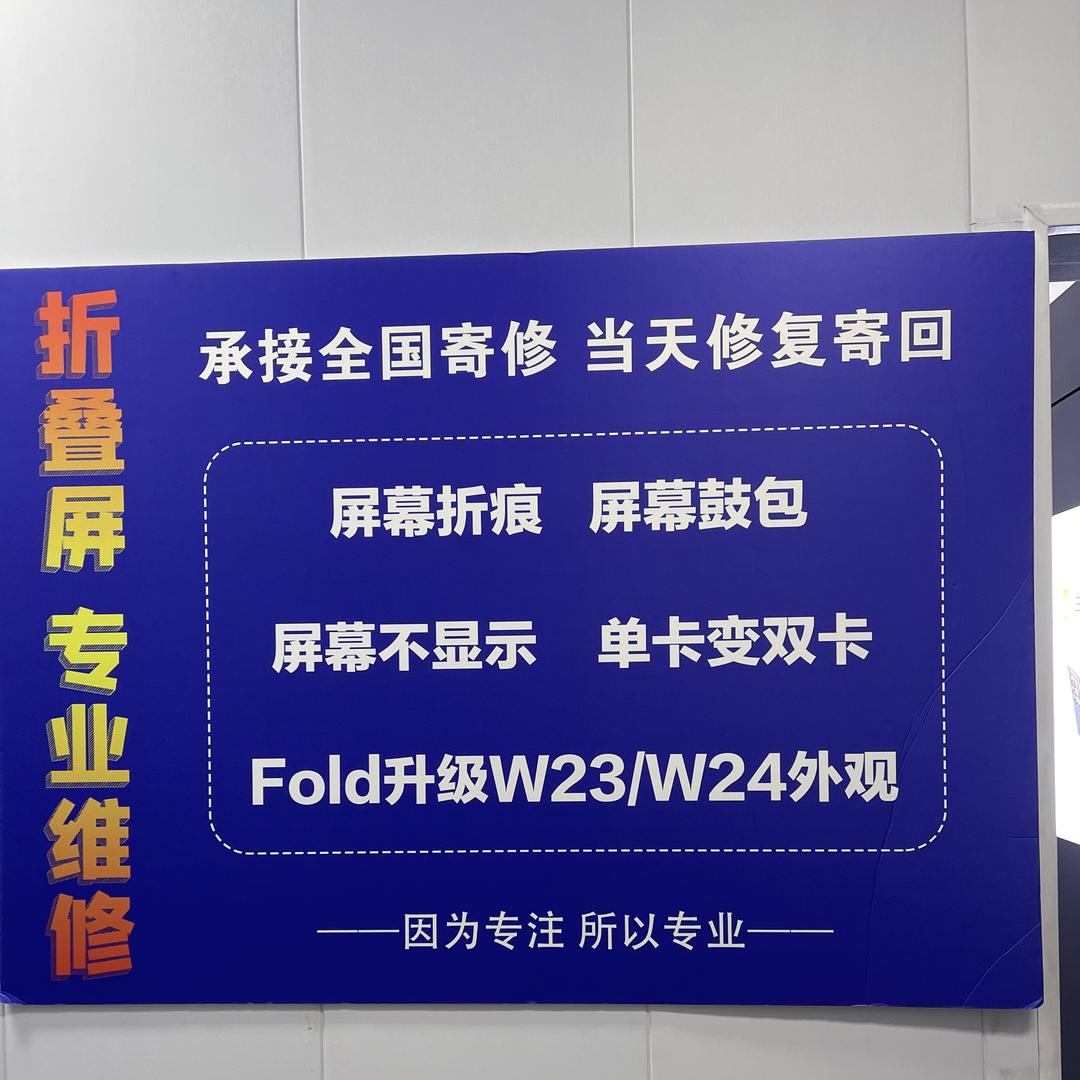 折叠屏 专业维修
承接全国寄修 当天修复寄回
屏幕折痕 屏幕鼓包
屏幕不显示 单卡变双卡
Fold升级W23/W24外观
——因为专注 所以专业——